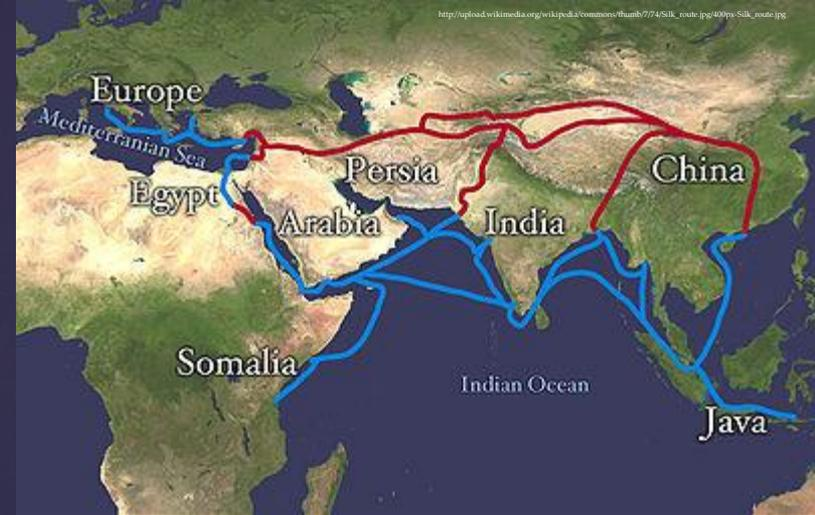 http://upload.wikimedia.org/wikipedia/commons/thumb/7/74/Silk_route.jpg/400px-Silk_route.jpg
Europe
Mediterranian Sea
Egypt
Arabia
Persia
India
China
Somalia
Indian Ocean
Java